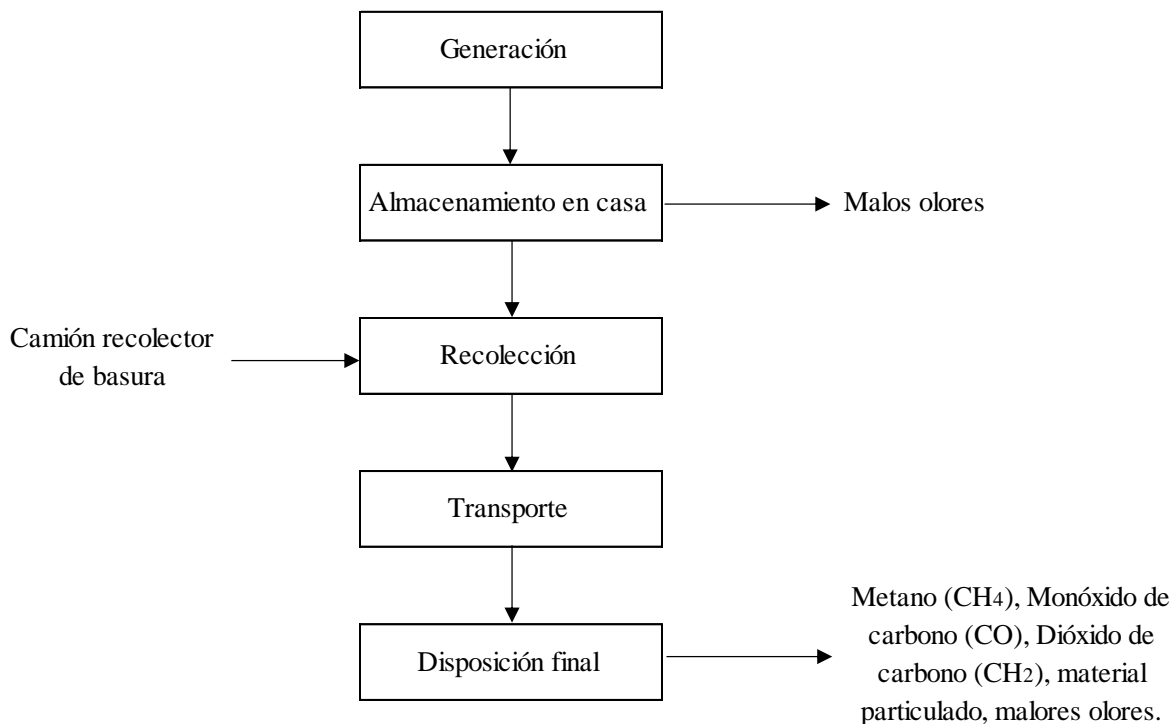 Generación
Almacenamiento en casa
Malos olores
Camión recolector
de basura
Recolección
Transporte
Disposición final
Metano (CH4), Monóxido de
carbono (CO), Dióxido de
carbono (CH2), material
particulado, malores olores.